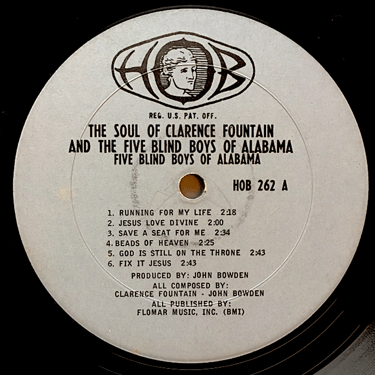 HOB
REG. U.S. PAT. OFF.
THE SOUL OF CLARENCE FOUNTAIN
AND THE FIVE BLIND BOYS OF ALABAMA
FIVE BLIND BOYS OF ALABAMA
HOB 262 A
1. RUNNING FOR MY LIFE 2:18
2. JESUS LOVE DIVINE 2:00
3. SAVE A SEAT FOR ME 2:34
4. BEADS OF HEAVEN 2:25
5. GOD IS STILL ON THE THRONE 2:43
6. FIX IT JESUS 2:43
PRODUCED BY: JOHN BOWDEN
ALL COMPOSED BY:
CLARENCE FOUNTAIN - JOHN BOWDEN
ALL PUBLISHED BY:
FLOMAR MUSIC, INC. (BMI)